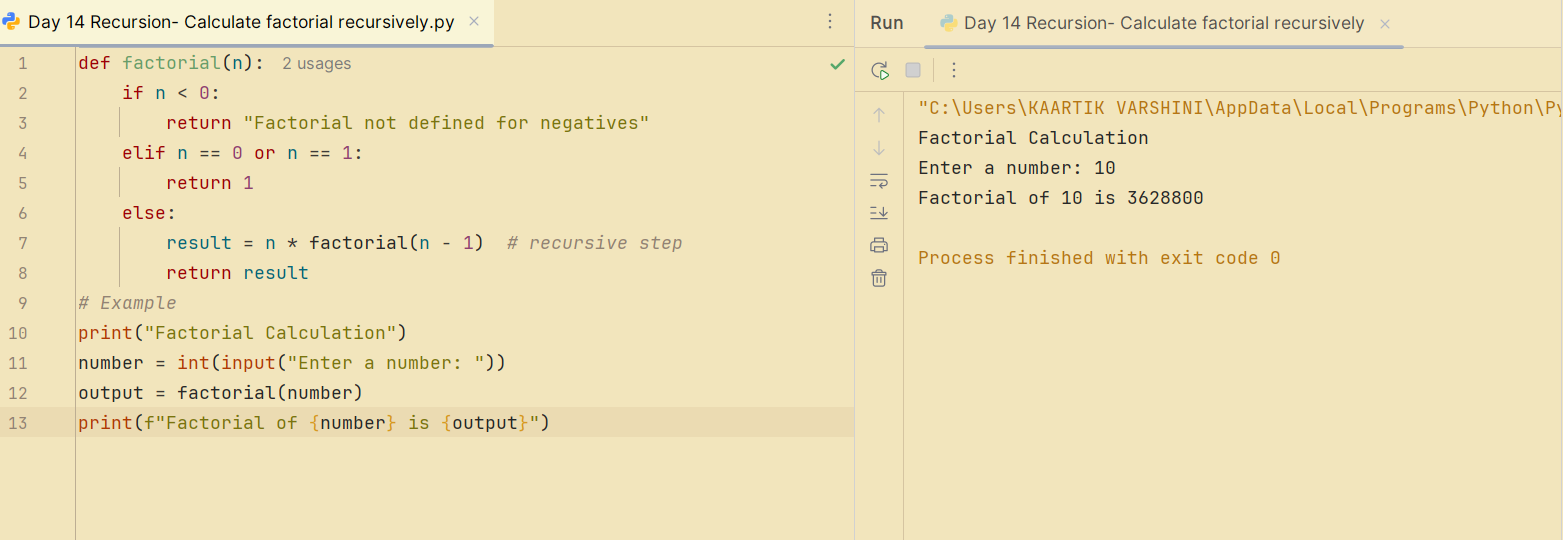 Day 14 Recursion- Calculate factorial recursively.py
1 def factorial(n): 2 usages
2     if n < 0:
3         return "Factorial not defined for negatives"
4     elif n == 0 or n == 1:
5         return 1
6     else:
7         result = n * factorial(n - 1)  # recursive step
8         return result
9 # Example
10 print("Factorial Calculation")
11 number = int(input("Enter a number: "))
12 output = factorial(number)
13 print(f"Factorial of {number} is {output}")
Run Day 14 Recursion- Calculate factorial recursively
"C:\Users\KAARTIK VARSHINI\AppData\Local\Programs\Python\Py
Factorial Calculation
Enter a number: 10
Factorial of 10 is 3628800
Process finished with exit code 0